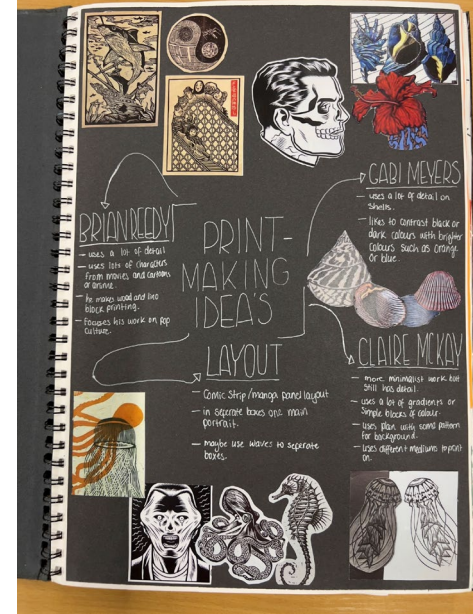 PRINT-
MAKING
IDEA'S
BRIAN REEDY
- uses a lot of detail
- uses lots of characters
from movies and cartoons
or anime.
- he makes wood and lino
block printing.
- Focuses his work on pop
culture.
GABI MEYERS
- uses a lot of detail on
shells.
- likes to contrast black or
dark colours with brighter
colours such as orange
or blue.
LAYOUT
- Comic strip/manga panel layout
- in seperate boxes one main
portrait.
- maybe use waves to seperate
boxes.
CLAIRE MCKAY
- more minimalist work but
still has detail.
- uses a lot of gradients or
simple blocks of colour.
- uses plain with some pattern
for background.
- uses different mediums to print
on.